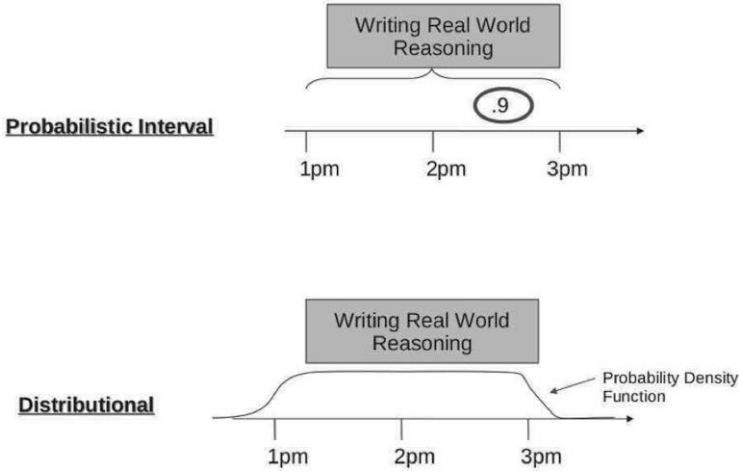 Writing Real World
Reasoning
.9
Probabilistic Interval
1pm 2pm 3pm
Writing Real World
Reasoning
Probability Density
Function
Distributional
1pm 2pm 3pm